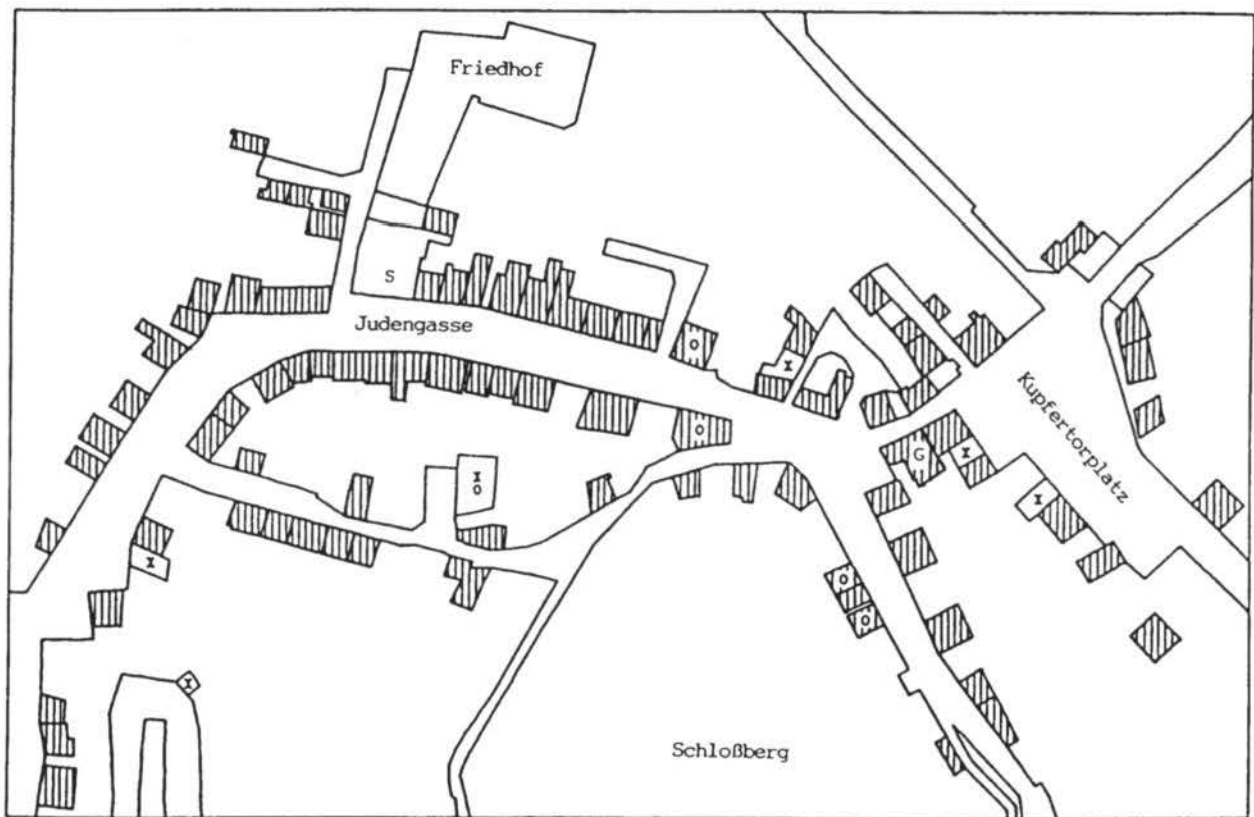 Friedhof
S
Judengasse
O
I
Kupfertorplatz
O
G
I
I
O
I
I
O
O
I
Schloßberg